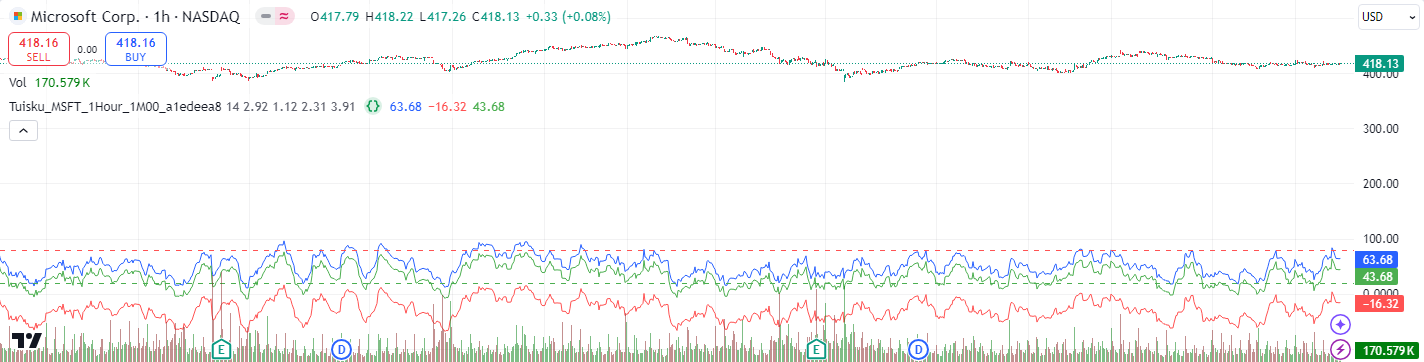 Microsoft Corp. · 1h · NASDAQ O417.79 H418.22 L417.26 C418.13 +0.33 (+0.08%) USD
418.16 SELL 0.00 418.16 BUY
418.13
400.00
Vol 170.579 K
Tuisku_MSFT_1Hour_1M00_a1edeea8 14 2.92 1.12 2.31 3.91 {} 63.68 −16.32 43.68
300.00
200.00
100.00
63.68
43.68
0.0000
−16.32
E D E D
170.579 K